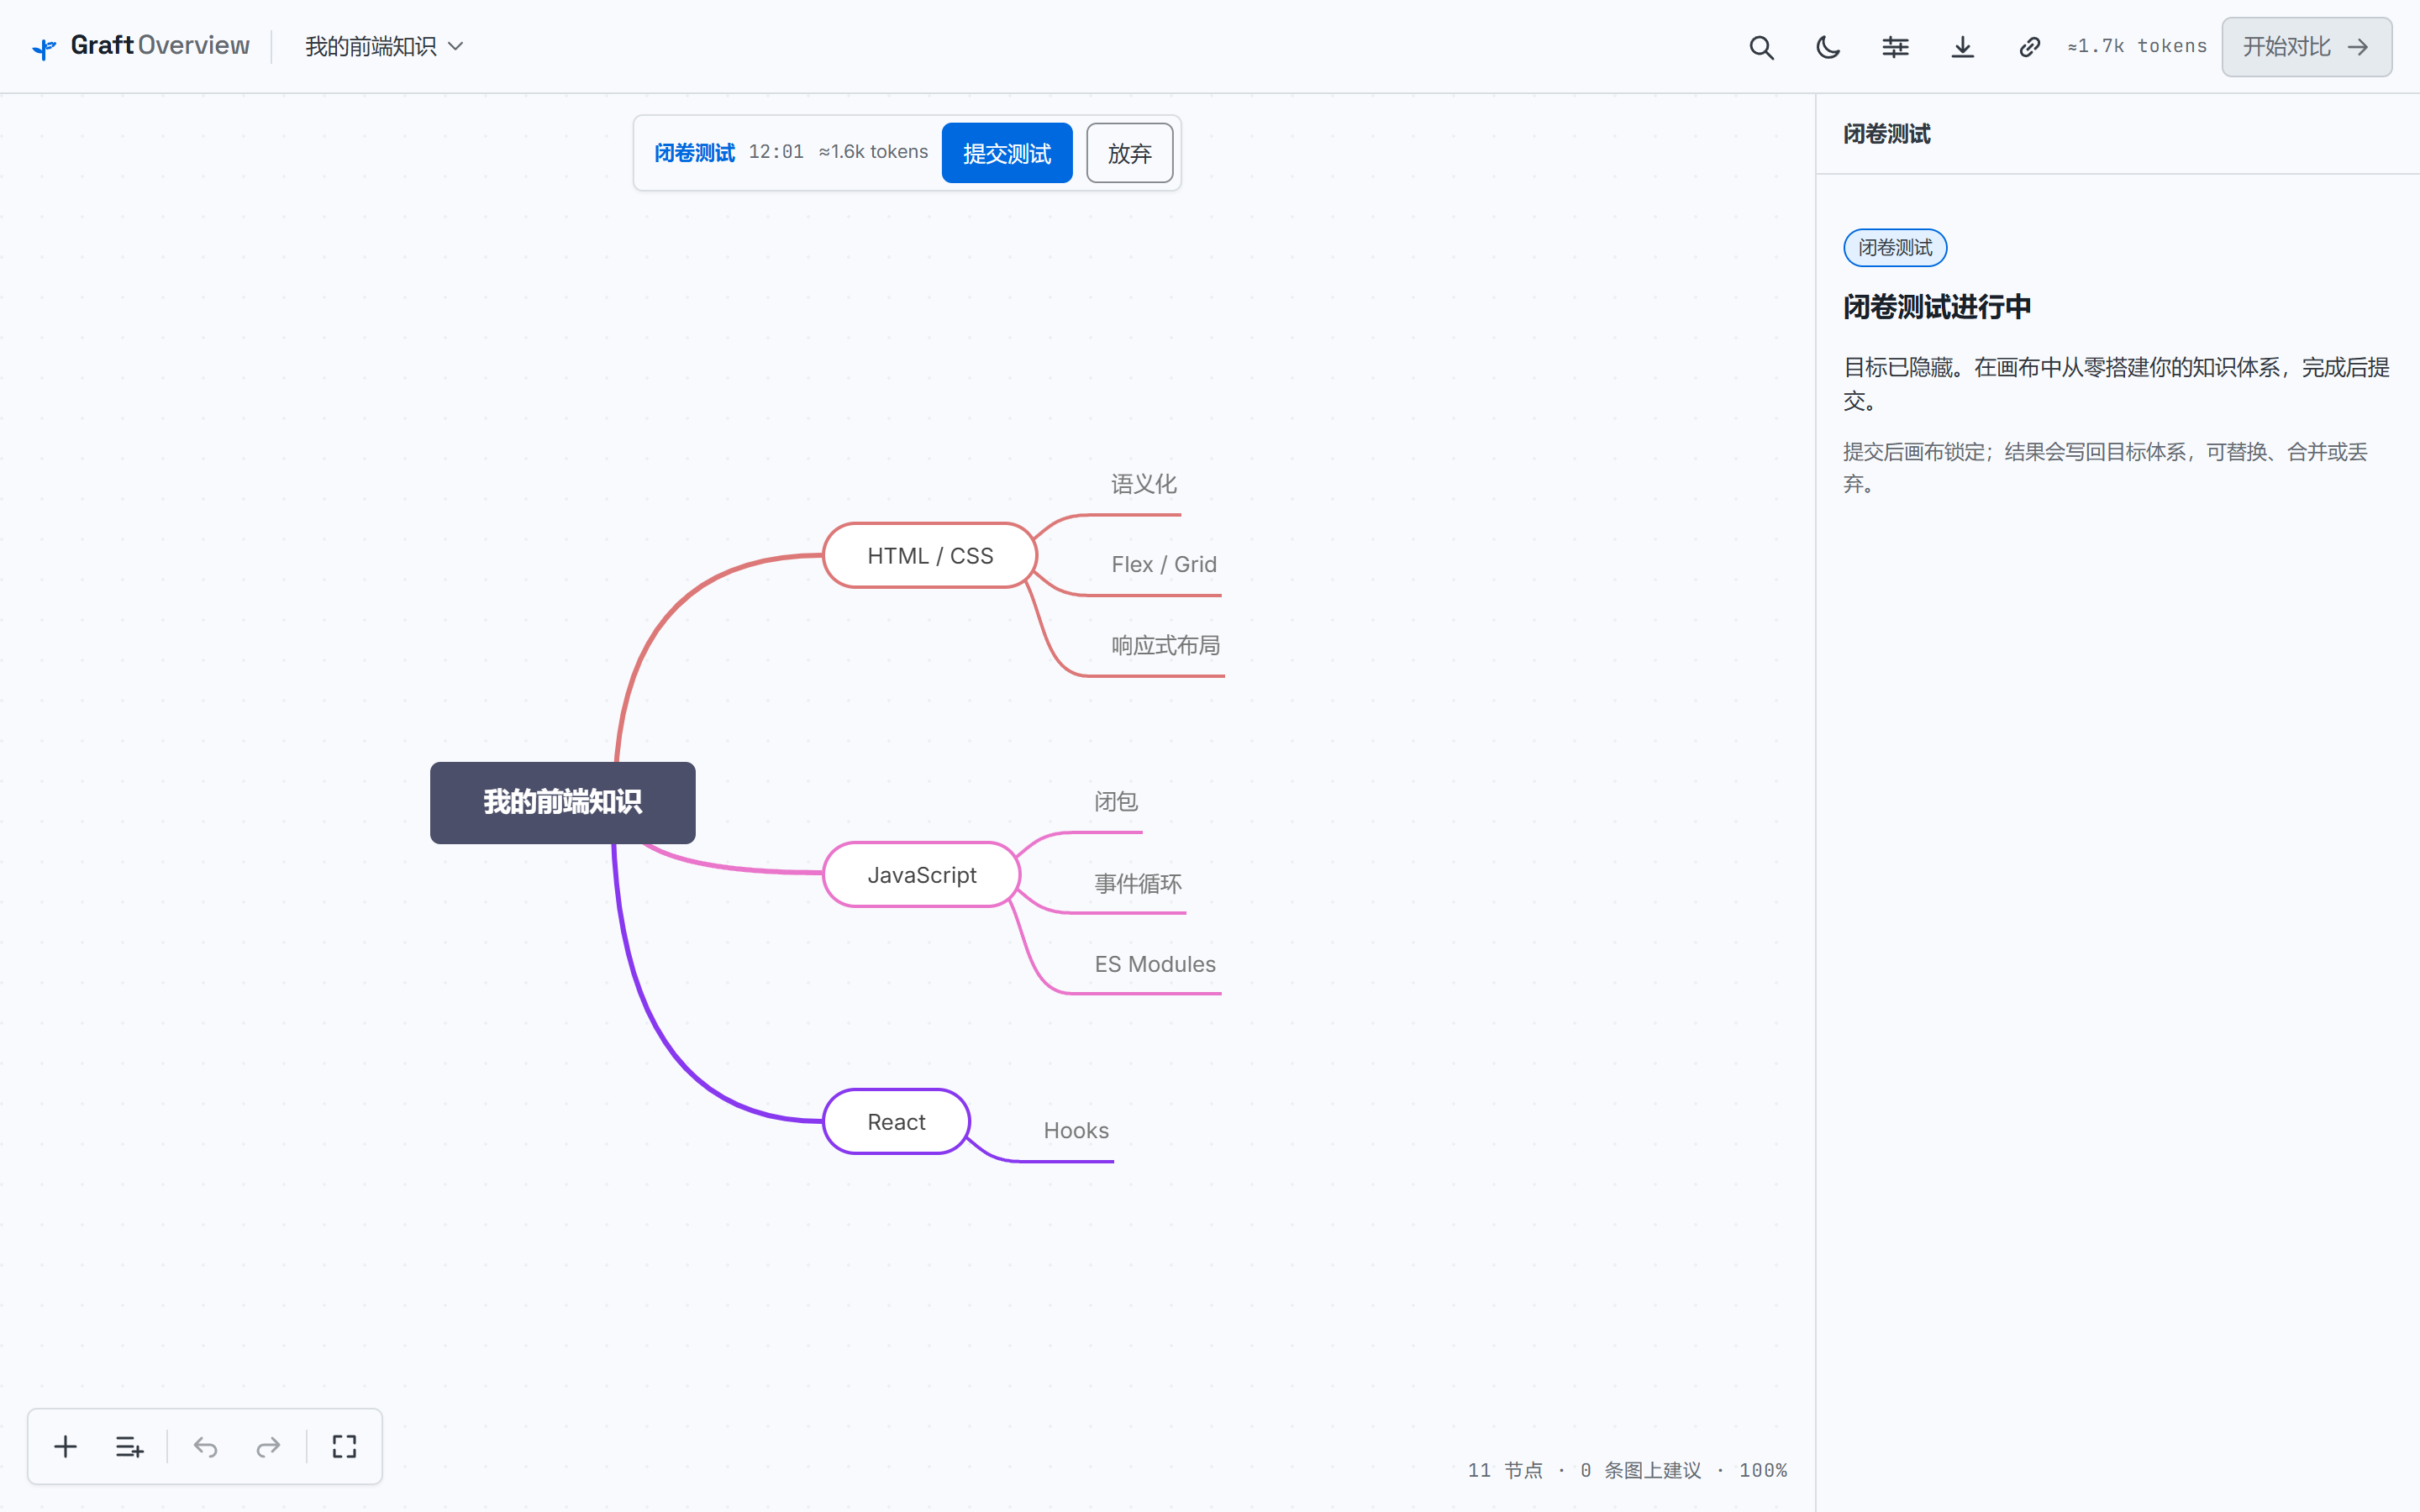 Graft Overview
我的前端知识
≈1.7k tokens
开始对比
闭卷测试 12:01 ≈1.6k tokens 提交测试 放弃
语义化
HTML / CSS
Flex / Grid
响应式布局
我的前端知识
闭包
JavaScript
事件循环
ES Modules
React
Hooks
11 节点 · 0 条图上建议 · 100%
闭卷测试
闭卷测试
闭卷测试进行中
目标已隐藏。在画布中从零搭建你的知识体系，完成后提
交。
提交后画布锁定；结果会写回目标体系，可替换、合并或丢
弃。